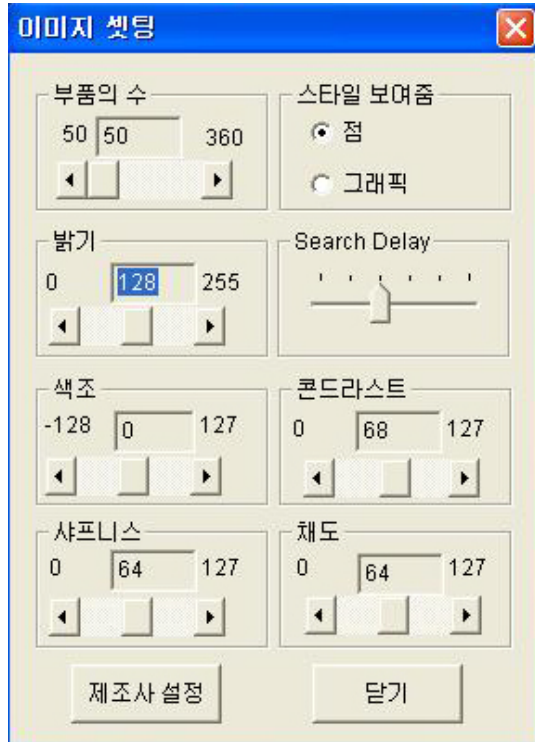 이미지 셋팅
부품의 수
50 50 360
스타일 보여줌
점
그래픽
밝기
0 128 255
Search Delay
색조
-128 0 127
콘드라스트
0 68 127
샤프니스
0 64 127
채도
0 64 127
제조사 설정
닫기